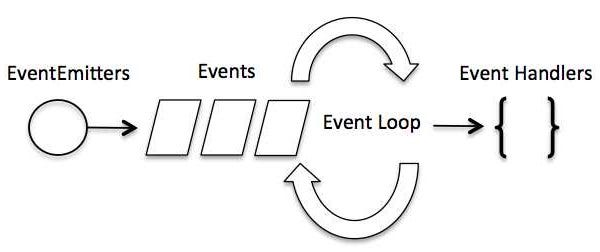 EventEmitters
Events
Event Handlers
Event Loop
{ }